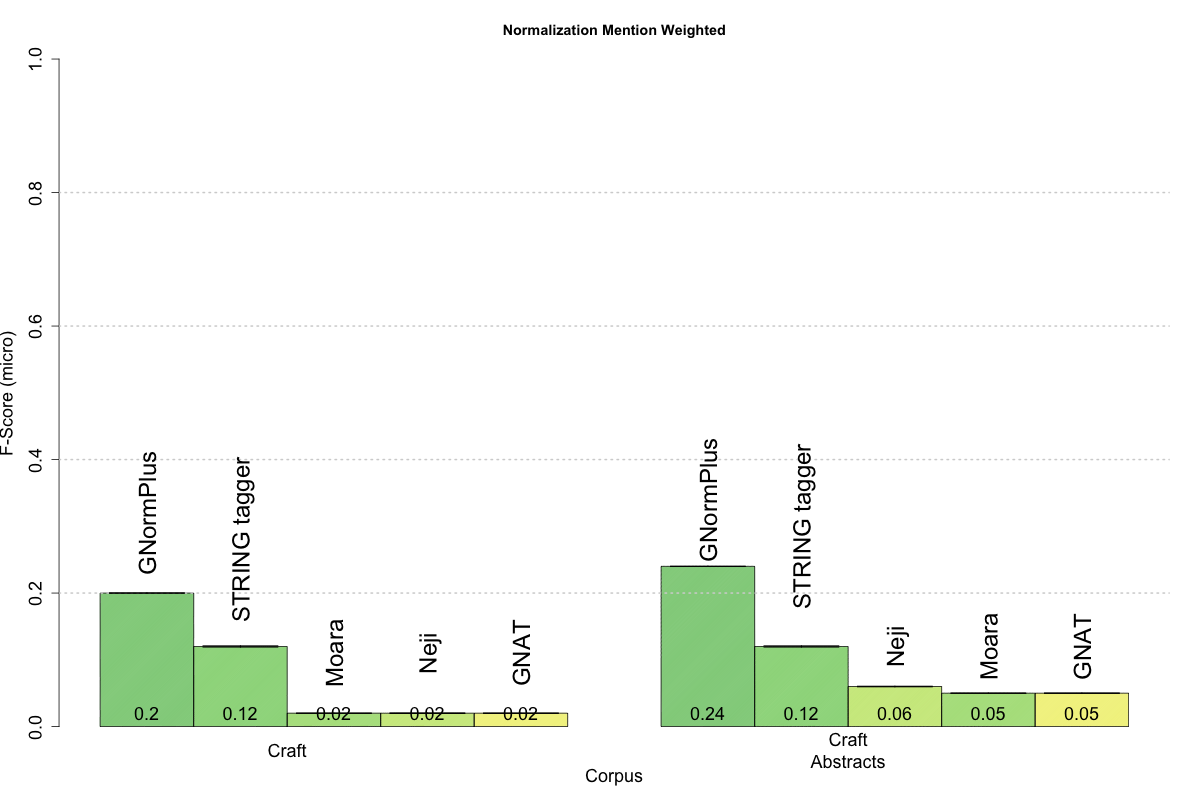 Normalization Mention Weighted
F-Score (micro)
1.0
0.8
0.6
0.4
0.2
0.0
GNormPlus
STRING tagger
Moara
Neji
GNAT
0.2
0.12
0.02
0.02
0.02
Craft
GNormPlus
STRING tagger
Neji
Moara
GNAT
0.24
0.12
0.06
0.05
0.05
Craft
Abstracts
Corpus